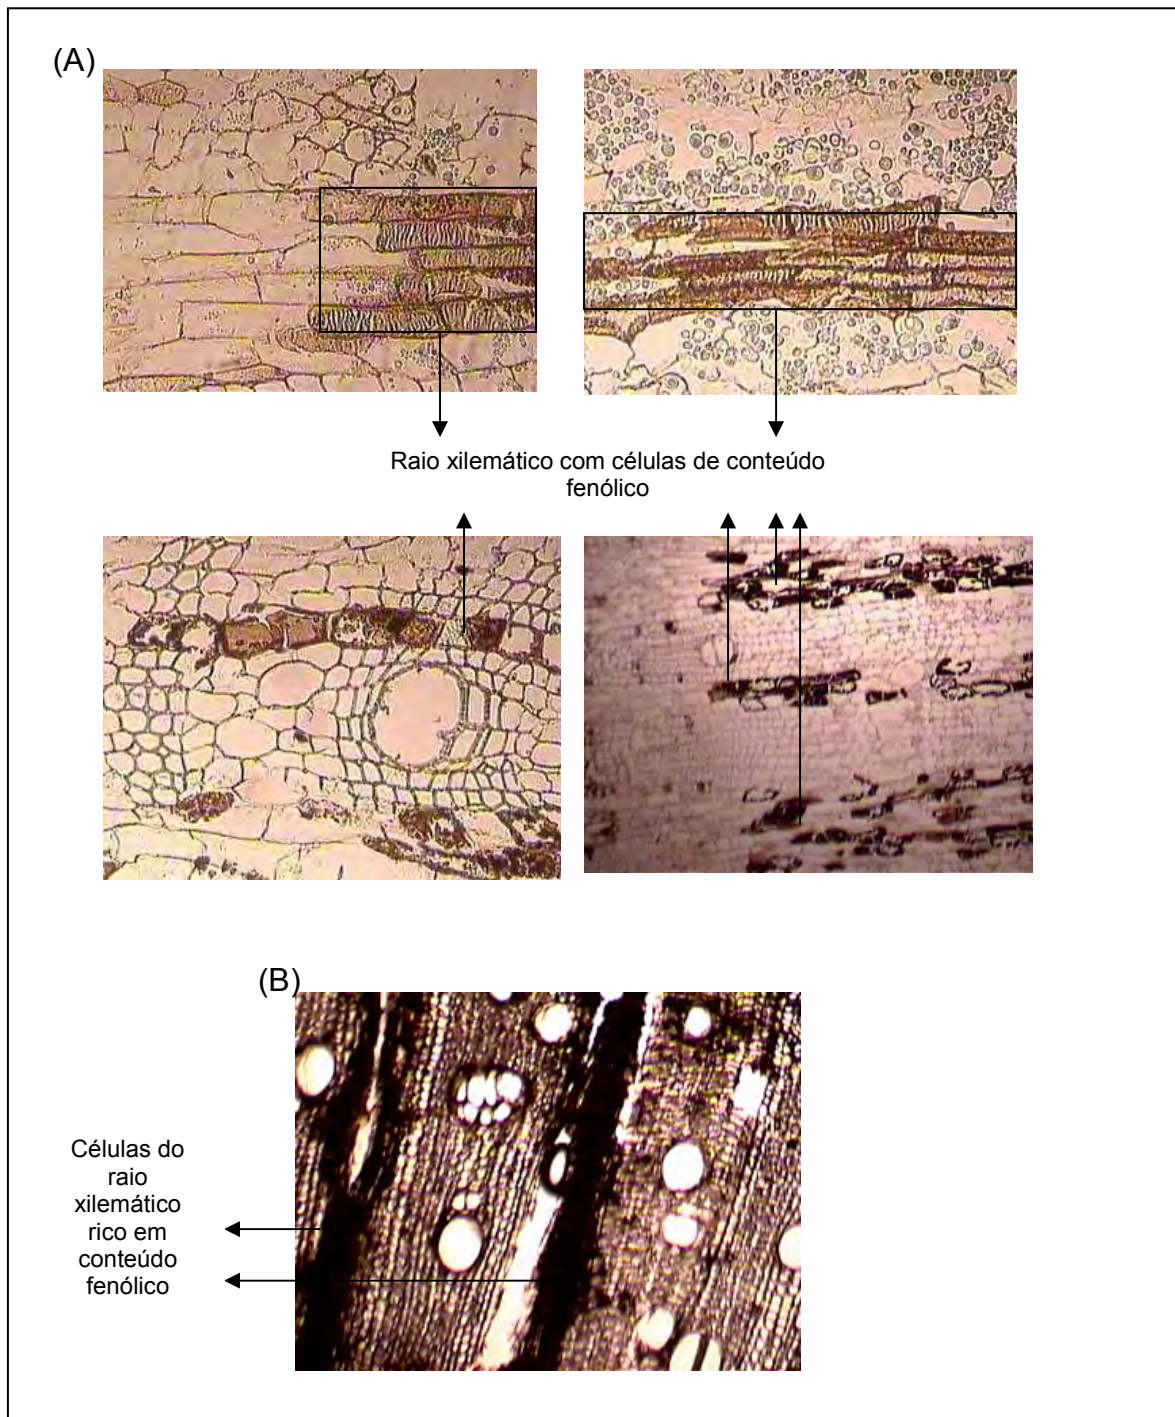 (A)
Raio xilemático com células de conteúdo
fenólico
(B)
Células do
raio
xilemático
rico em
conteúdo
fenólico